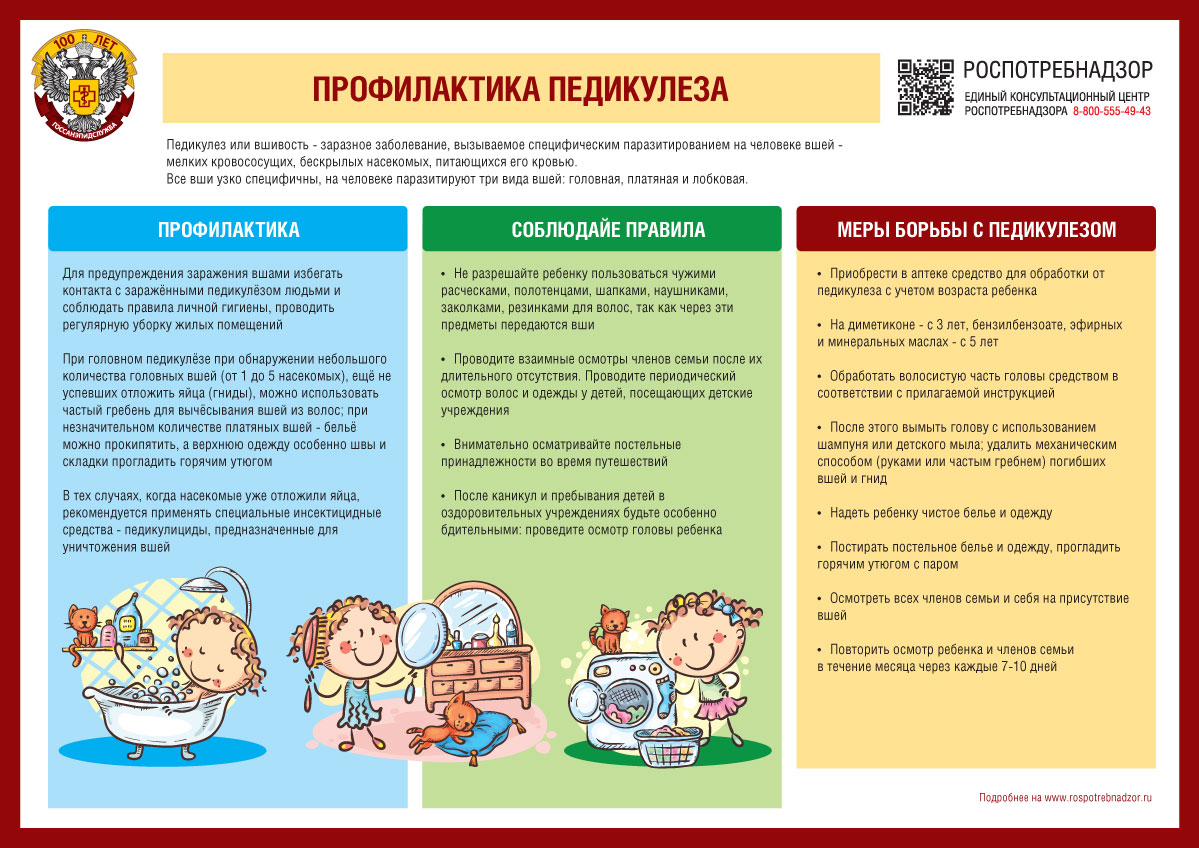 100 ЛЕТ
ГОССАНЭПИДСЛУЖБА
ПРОФИЛАКТИКА ПЕДИКУЛЕЗА
РОСПОТРЕБНАДЗОР
ЕДИНЫЙ КОНСУЛЬТАЦИОННЫЙ ЦЕНТР
РОСПОТРЕБНАДЗОРА 8-800-555-49-43
Педикулез или вшивость - заразное заболевание, вызываемое специфическим паразитированием на человеке вшей -
мелких кровососущих, бескрылых насекомых, питающихся его кровью.
Все вши узко специфичны, на человеке паразитируют три вида вшей: головная, платяная и лобковая.
ПРОФИЛАКТИКА
Для предупреждения заражения вшами избегать
контакта с заражёнными педикулёзом людьми и
соблюдать правила личной гигиены, проводить
регулярную уборку жилых помещений
При головном педикулёзе при обнаружении небольшого
количества головных вшей (от 1 до 5 насекомых), ещё не
успевших отложить яйца (гниды), можно использовать
частый гребень для вычёсывания вшей из волос; при
незначительном количестве платяных вшей - бельё
можно прокипятить, а верхнюю одежду особенно швы и
складки прогладить горячим утюгом
В тех случаях, когда насекомые уже отложили яйца,
рекомендуется применять специальные инсектицидные
средства - педикулициды, предназначенные для
уничтожения вшей
СОБЛЮДАЙЕ ПРАВИЛА
• Не разрешайте ребенку пользоваться чужими
расческами, полотенцами, шапками, наушниками,
заколками, резинками для волос, так как через эти
предметы передаются вши
• Проводите взаимные осмотры членов семьи после их
длительного отсутствия. Проводите периодический
осмотр волос и одежды у детей, посещающих детские
учреждения
• Внимательно осматривайте постельные
принадлежности во время путешествий
• После каникул и пребывания детей в
оздоровительных учреждениях будьте особенно
бдительными: проведите осмотр головы ребенка
МЕРЫ БОРЬБЫ С ПЕДИКУЛЕЗОМ
• Приобрести в аптеке средство для обработки от
педикулеза с учетом возраста ребенка
• На диметиконе - с 3 лет, бензилбензоате, эфирных
и минеральных маслах - с 5 лет
• Обработать волосистую часть головы средством в
соответствии с прилагаемой инструкцией
• После этого вымыть голову с использованием
шампуня или детского мыла; удалить механическим
способом (руками или частым гребнем) погибших
вшей и гнид
• Надеть ребенку чистое белье и одежду
• Постирать постельное белье и одежду, прогладить
горячим утюгом с паром
• Осмотреть всех членов семьи и себя на присутствие
вшей
• Повторить осмотр ребенка и членов семьи
в течение месяца через каждые 7-10 дней
Подробнее на www.rospotrebnadzor.ru